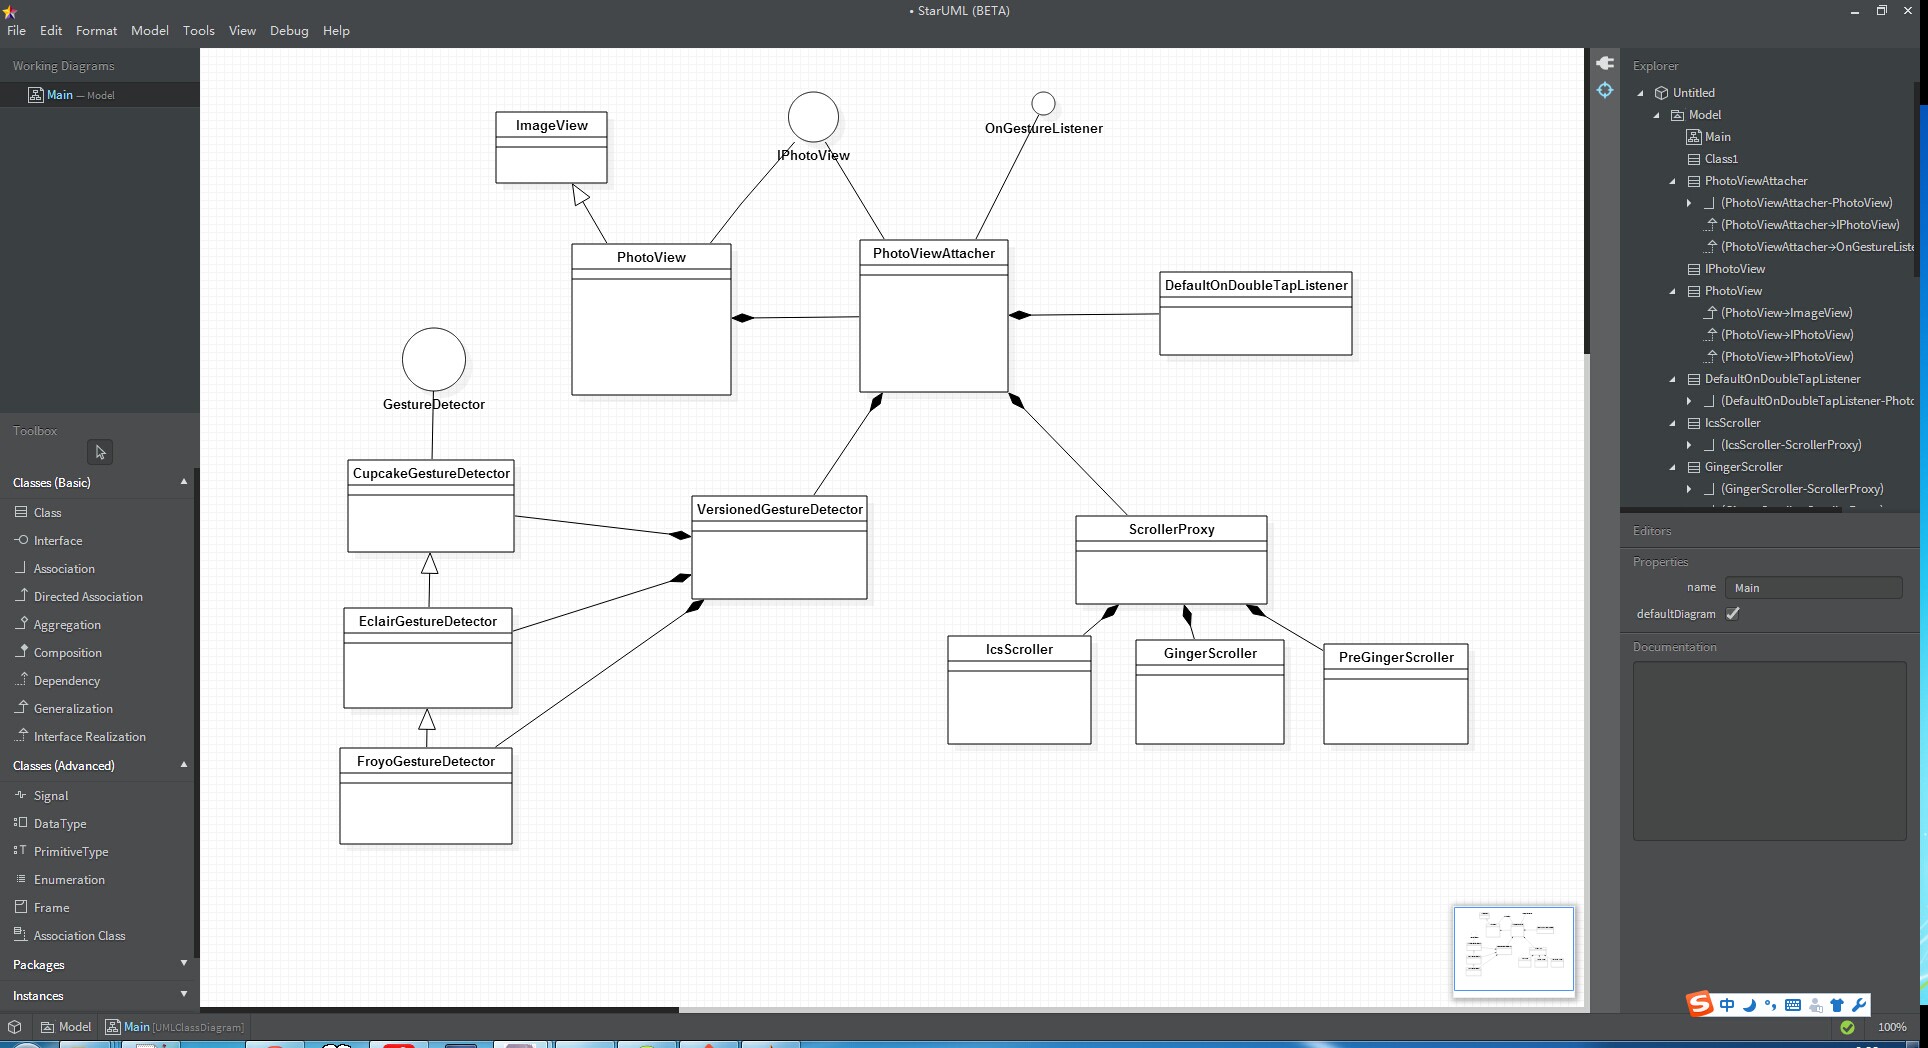 • StarUML (BETA)
File Edit Format Model Tools View Debug Help
Working Diagrams
Main — Model
Toolbox
Classes (Basic)
Class
Interface
Association
Directed Association
Aggregation
Composition
Dependency
Generalization
Interface Realization
Classes (Advanced)
Signal
DataType
PrimitiveType
Enumeration
Frame
Association Class
Packages
Instances
ImageView
IPhotoView
OnGestureListener
PhotoView
PhotoViewAttacher
DefaultOnDoubleTapListener
GestureDetector
CupcakeGestureDetector
VersionedGestureDetector
ScrollerProxy
EclairGestureDetector
IcsScroller
GingerScroller
PreGingerScroller
FroyoGestureDetector
Explorer
Untitled
Model
Main
Class1
PhotoViewAttacher
(PhotoViewAttacher-PhotoView)
(PhotoViewAttacher→IPhotoView)
(PhotoViewAttacher→OnGestureListe
IPhotoView
PhotoView
(PhotoView→ImageView)
(PhotoView→IPhotoView)
(PhotoView→IPhotoView)
DefaultOnDoubleTapListener
(DefaultOnDoubleTapListener-Photo
IcsScroller
(IcsScroller-ScrollerProxy)
GingerScroller
(GingerScroller-ScrollerProxy)
Editors
Properties
name Main
defaultDiagram
Documentation
S 中
Model Main [UMLClassDiagram]
100%